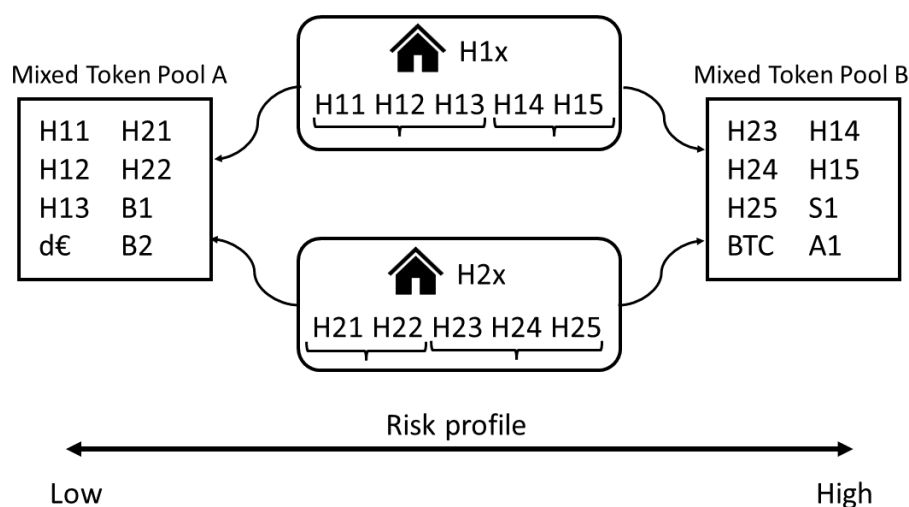 H1x
H11 H12 H13 H14 H15
Mixed Token Pool A
H11 H21
H12 H22
H13 B1
d€ B2
Mixed Token Pool B
H23 H14
H24 H15
H25 S1
BTC A1
H2x
H21 H22 H23 H24 H25
Risk profile
Low
High